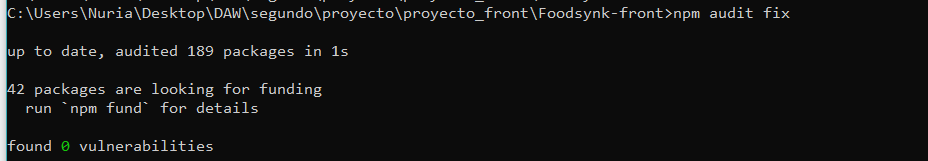 C:\Users\Nuria\Desktop\DAW\segundo\proyecto\proyecto_front\Foodsynk-front>npm audit fix
up to date, audited 189 packages in 1s
42 packages are looking for funding
run `npm fund` for details
found 0 vulnerabilities